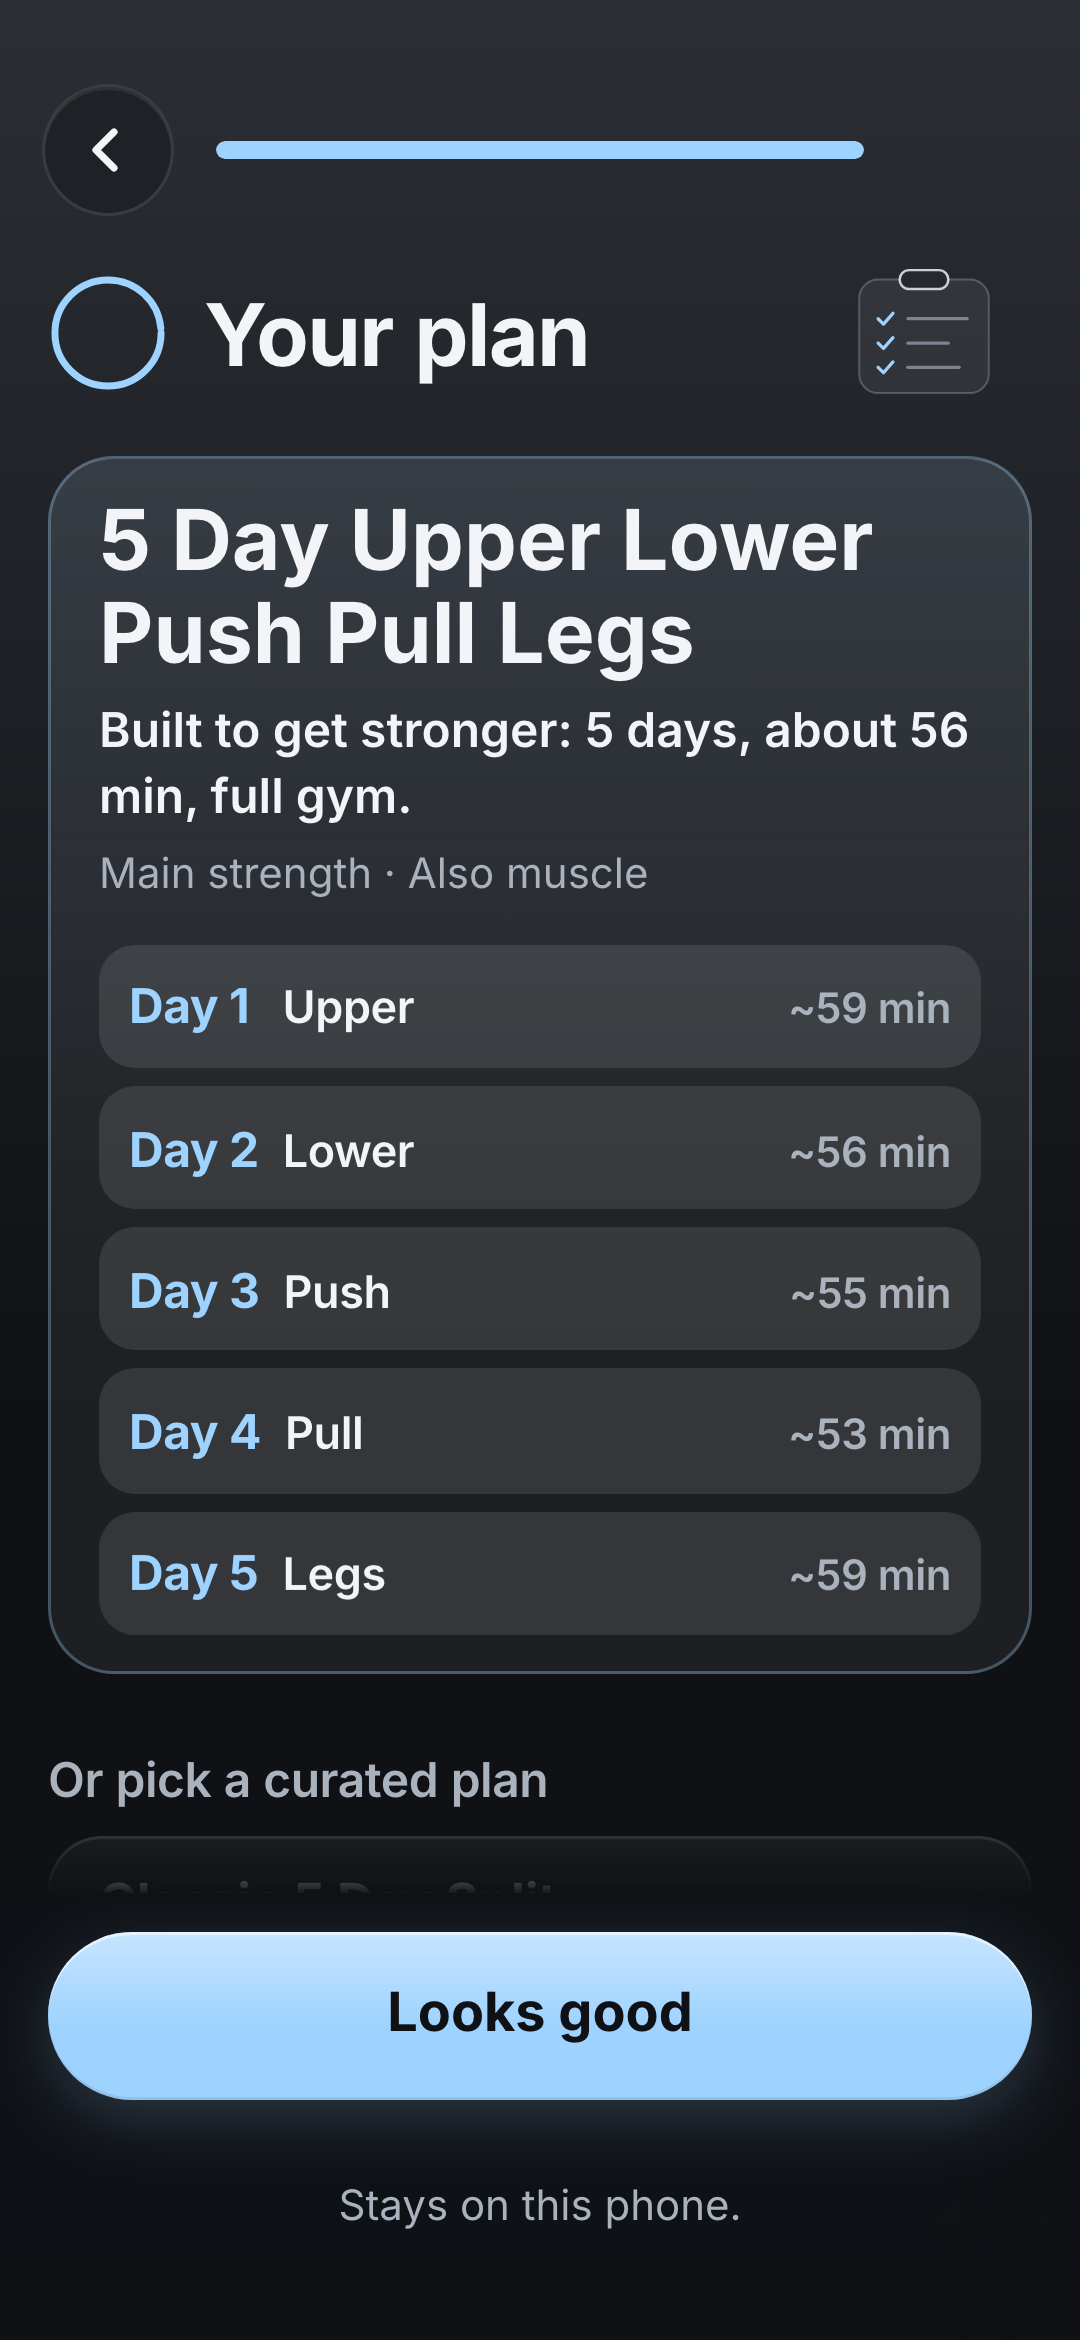 Your plan
5 Day Upper Lower
Push Pull Legs
Built to get stronger: 5 days, about 56
min, full gym.
Main strength · Also muscle
Day 1 Upper ~59 min
Day 2 Lower ~56 min
Day 3 Push ~55 min
Day 4 Pull ~53 min
Day 5 Legs ~59 min
Or pick a curated plan
Looks good
Stays on this phone.